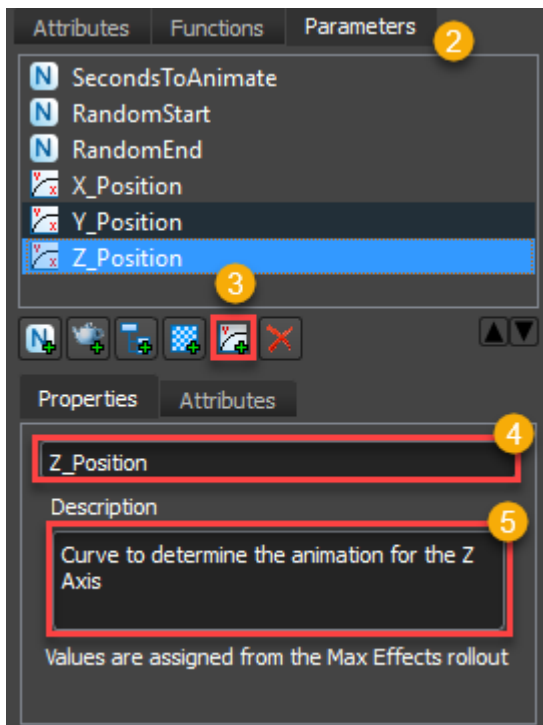 Attributes Functions Parameters 2
N SecondsToAnimate
N RandomStart
N RandomEnd
Y x X_Position
Y x Y_Position
Y x Z_Position
3
N
Properties Attributes
4
Z_Position
Description
5
Curve to determine the animation for the Z
Axis
Values are assigned from the Max Effects rollout